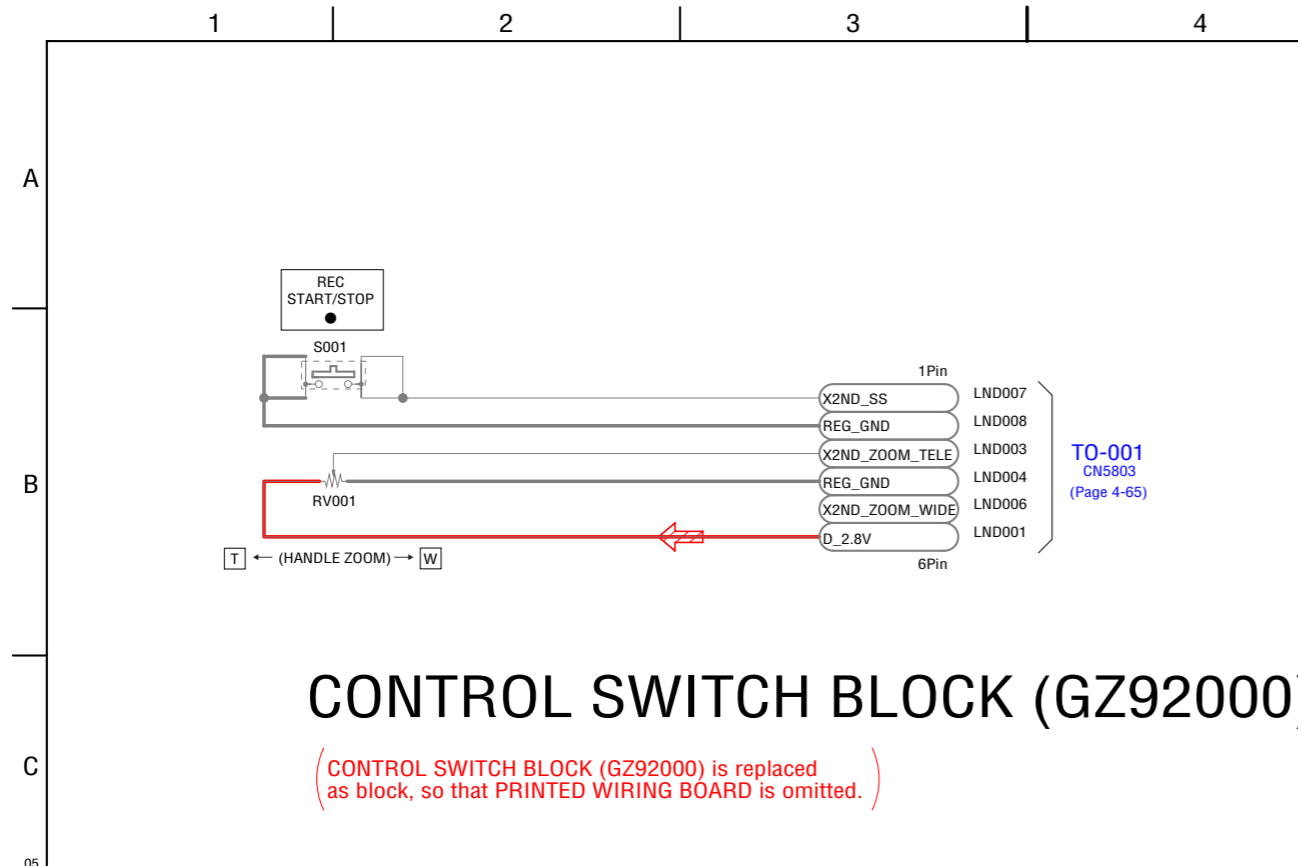 1 2 3 4
A
REC
START/STOP
S001
1Pin
X2ND_SS LND007
REG_GND LND008
X2ND_ZOOM_TELE LND003
B
REG_GND LND004
RV001
X2ND_ZOOM_WIDE LND006
D_2.8V LND001
TO-001
CN5803
(Page 4-65)
T (HANDLE ZOOM) W
6Pin
CONTROL SWITCH BLOCK (GZ92000)
C
CONTROL SWITCH BLOCK (GZ92000) is replaced
as block, so that PRINTED WIRING BOARD is omitted.
05